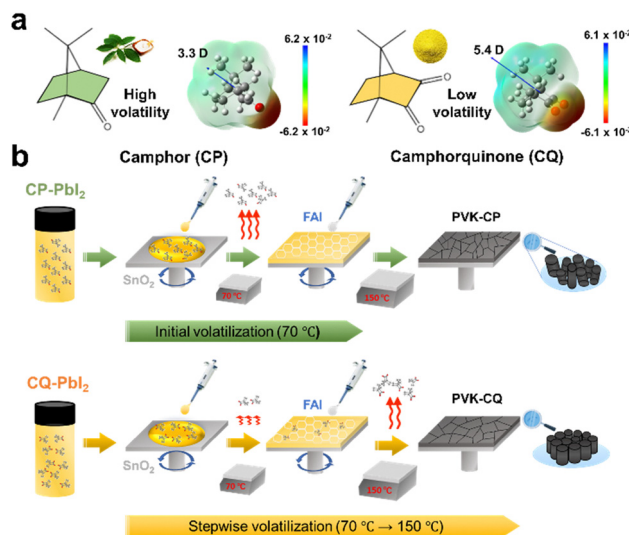 a
3.3 D
High
volatility
6.2 x 10⁻²
-6.2 x 10⁻²
O
5.4 D
Low
volatility
6.1 x 10⁻²
-6.1 x 10⁻²
O
O
b
Camphor (CP)
Camphorquinone (CQ)
CP-PbI₂
SnO₂
70 ℃
FAI
150 ℃
PVK-CP
Initial volatilization (70 ℃)
CQ-PbI₂
SnO₂
70 ℃
FAI
150 ℃
PVK-CQ
Stepwise volatilization (70 ℃ → 150 ℃)